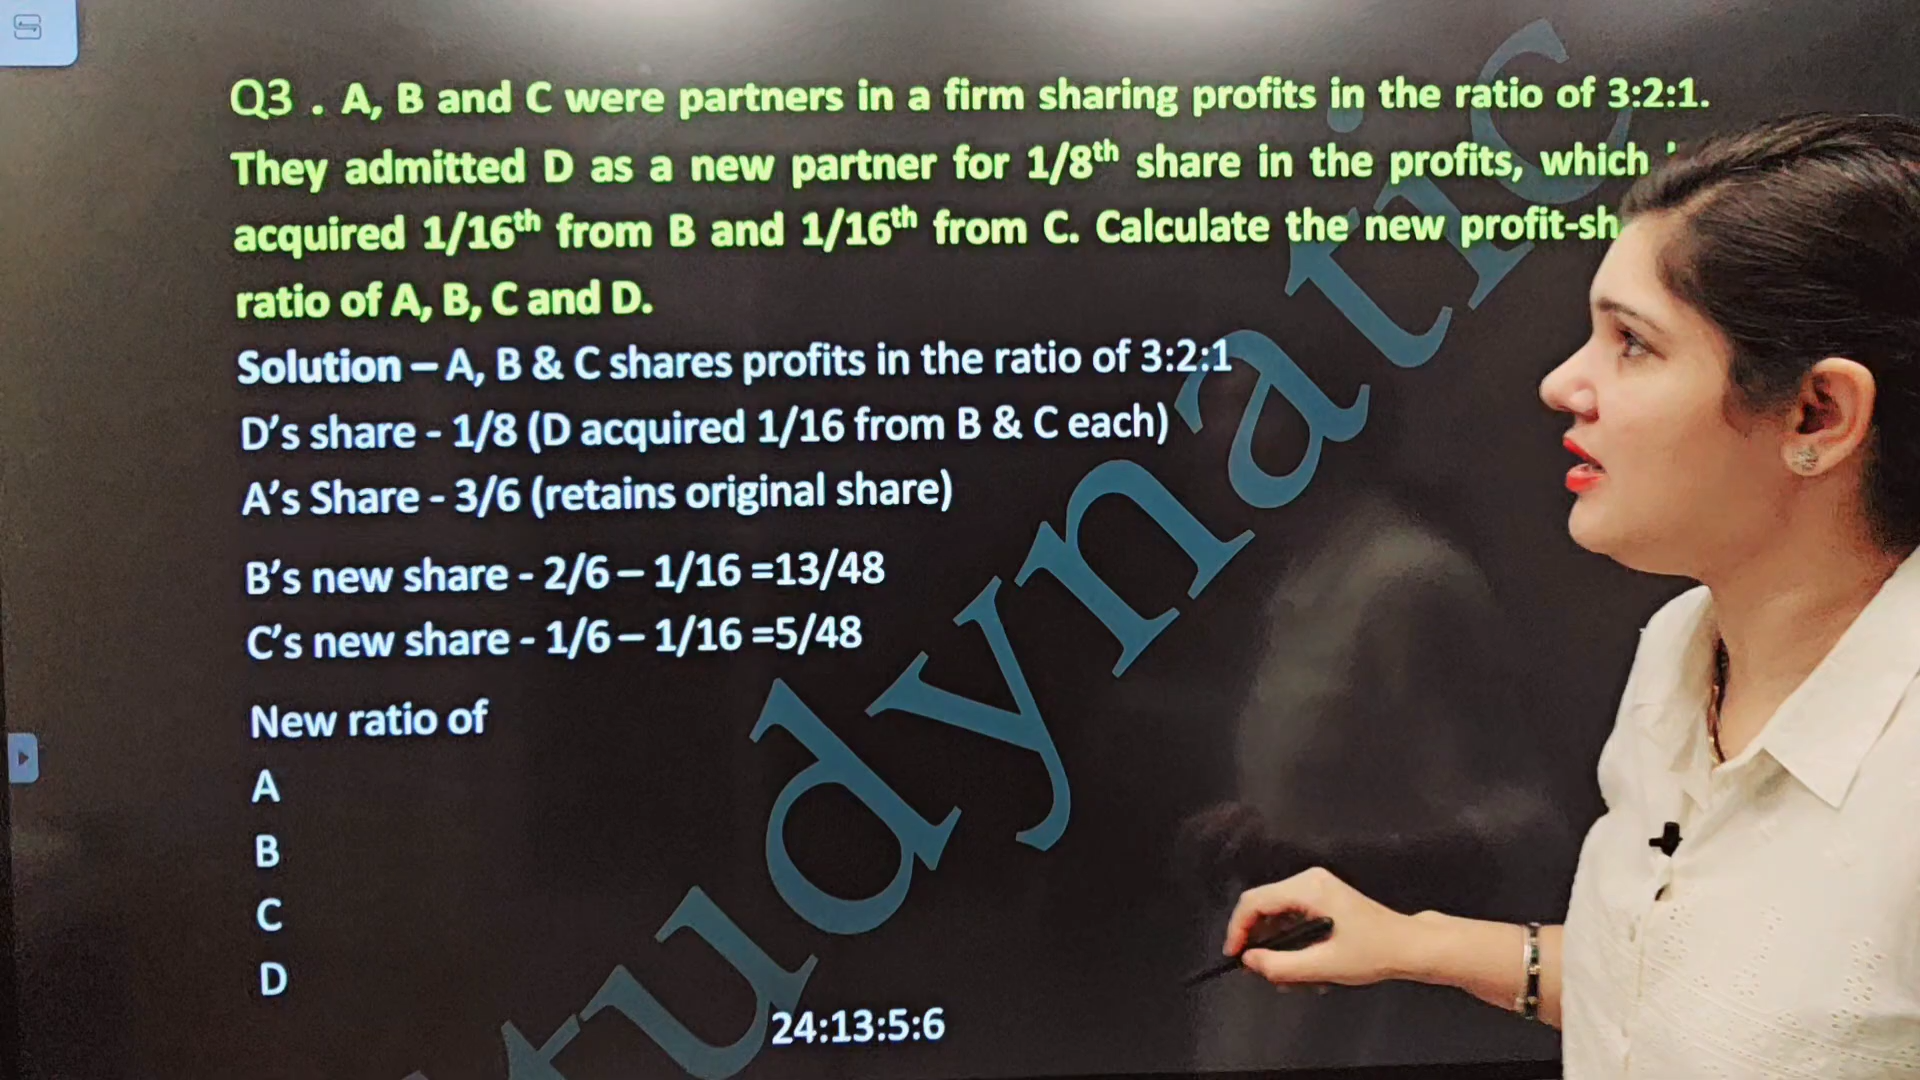 Q3 . A, B and C were partners in a firm sharing profits in the ratio of 3:2:1.
They admitted D as a new partner for 1/8th share in the profits, which
acquired 1/16th from B and 1/16th from C. Calculate the new profit-sh
ratio of A, B, C and D.
Solution – A, B & C shares profits in the ratio of 3:2:1
D’s share - 1/8 (D acquired 1/16 from B & C each)
A’s Share - 3/6 (retains original share)
B’s new share - 2/6 – 1/16 =13/48
C’s new share - 1/6 – 1/16 =5/48
New ratio of
A
B
C
D
24:13:5:6
tudynatic